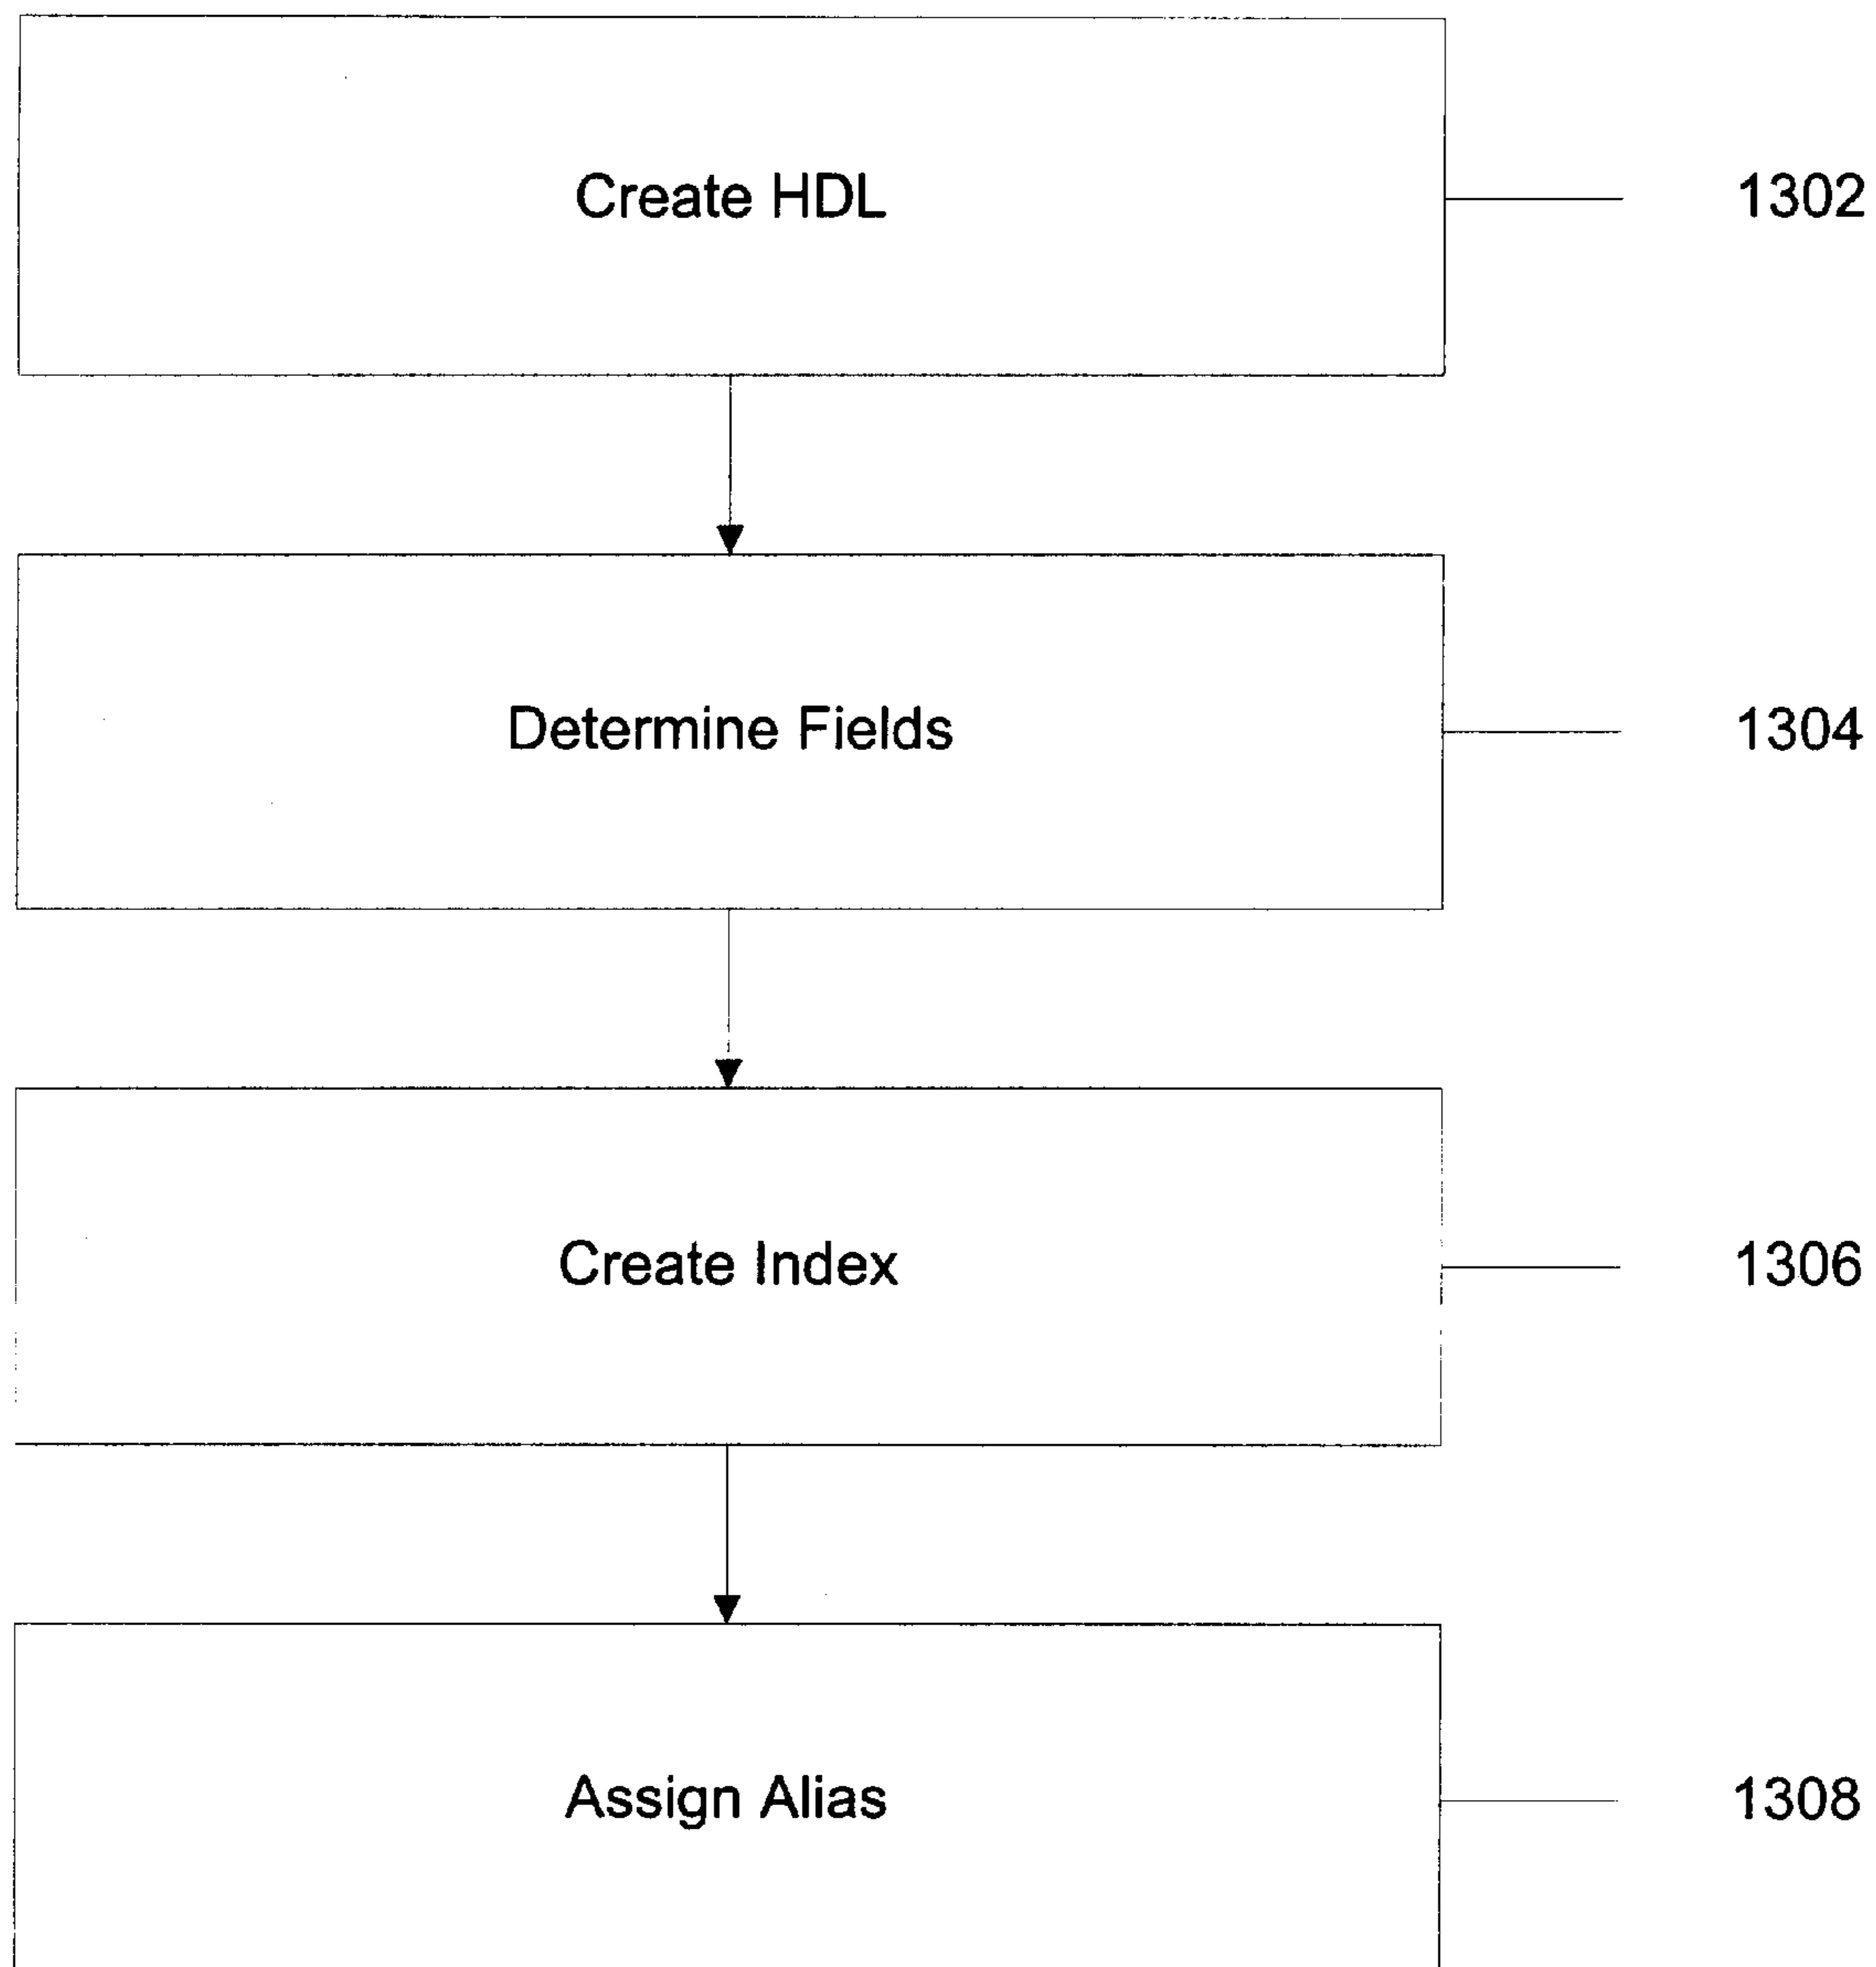 Create HDL
1302
Determine Fields
1304
Create Index
1306
Assign Alias
1308